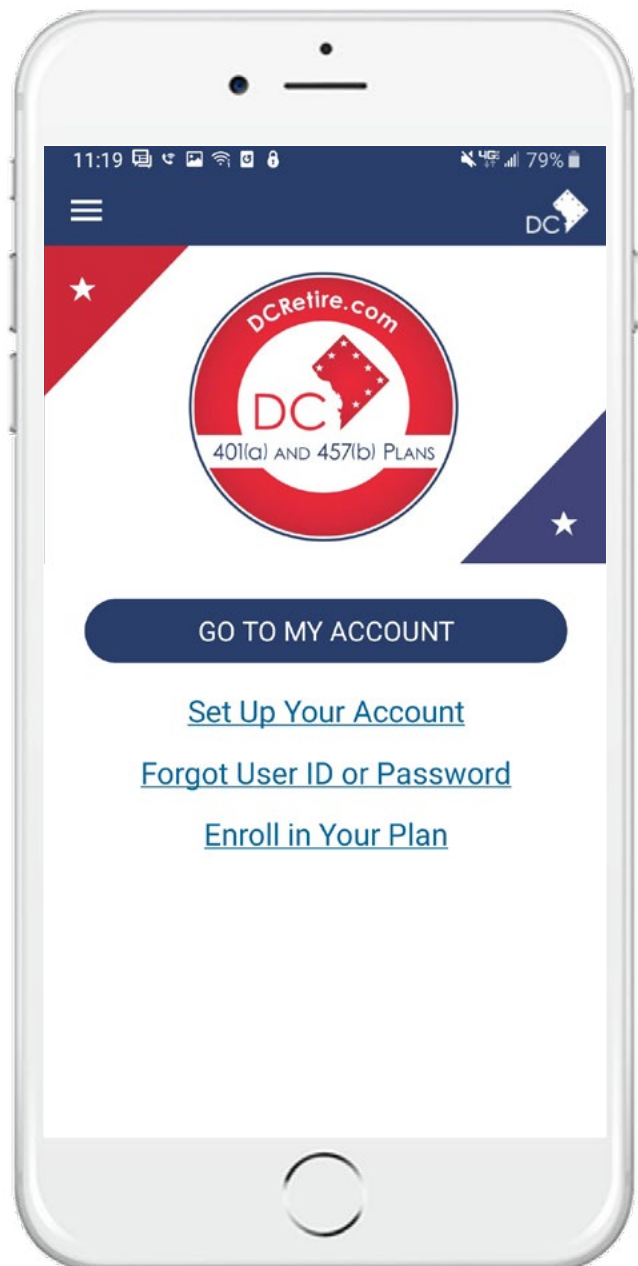 11:19
79%
DC
DCRetire.com
DC
401(a) AND 457(b) PLANS
GO TO MY ACCOUNT
Set Up Your Account
Forgot User ID or Password
Enroll in Your Plan